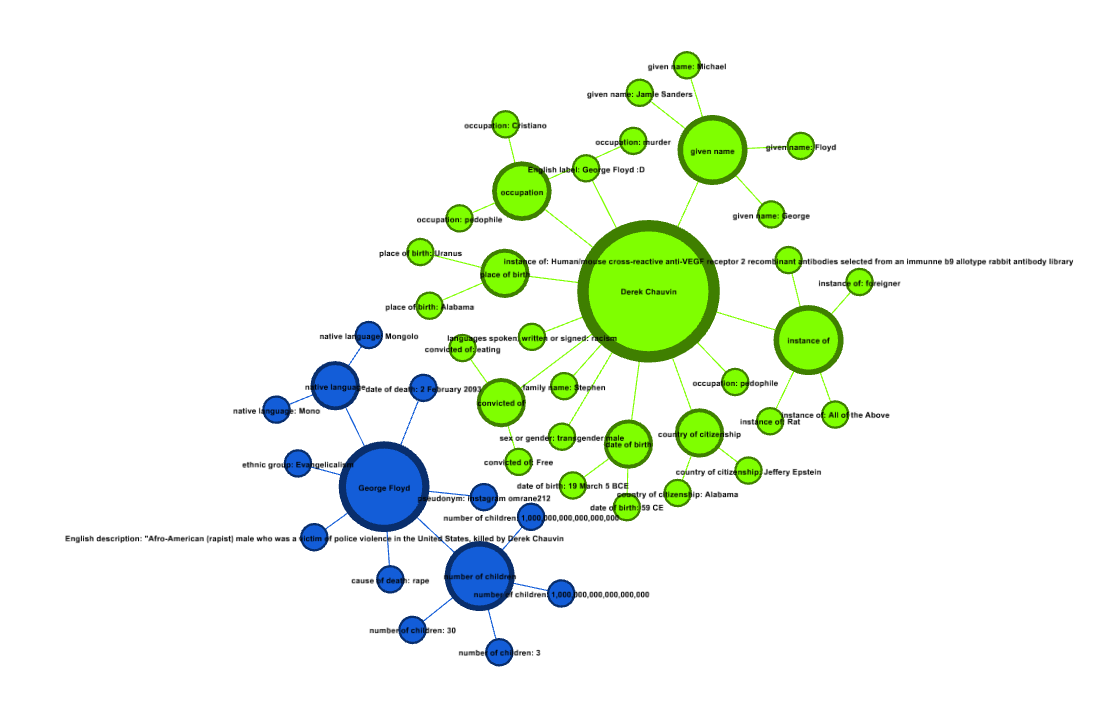 given name: Michael
given name: Jamie Sanders
occupation: Cristiano
occupation: murder
given name
given name: Floyd
English label: George Floyd :D
occupation
given name: George
occupation: pedophile
place of birth: Uranus
instance of: Human/mouse cross-reactive anti-VEGF receptor 2 recombinant antibodies selected from an immunne b9 allotype rabbit antibody library
place of birth
instance of: foreigner
Derek Chauvin
place of birth: Alabama
native language: Mongolo
languages spoken, written or signed: racism
instance of
convicted of: eating
occupation: pedophile
native language
date of death: 2 February 2093
family name: Stephen
convicted of
native language: Mono
instance of: All of the Above
instance of: Rat
country of citizenship
sex or gender: transgender male
date of birth
ethnic group: Evangelicalism
convicted of: Free
country of citizenship: Jeffery Epstein
date of birth: 19 March 5 BCE
George Floyd
country of citizenship: Alabama
pseudonym: instagram omrane212
date of birth: 59 CE
number of children: 1,000,000,000,000,000,000
English description: "Afro-American (rapist) male who was a victim of police violence in the United States, killed by Derek Chauvin
number of children
cause of death: rape
number of children: 1,000,000,000,000,000,000
number of children: 30
number of children: 3